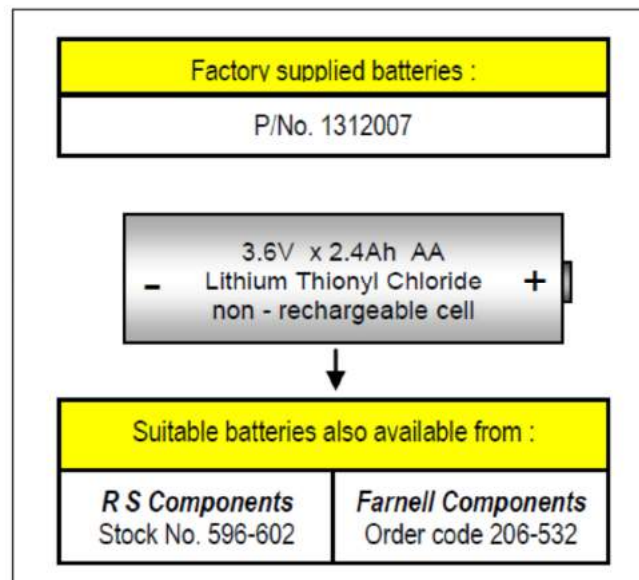 Factory supplied batteries :
P/No. 1312007
3.6V x 2.4Ah AA
Lithium Thionyl Chloride
non - rechargeable cell
- +
Suitable batteries also available from :
R S Components
Stock No. 596-602
Farnell Components
Order code 206-532